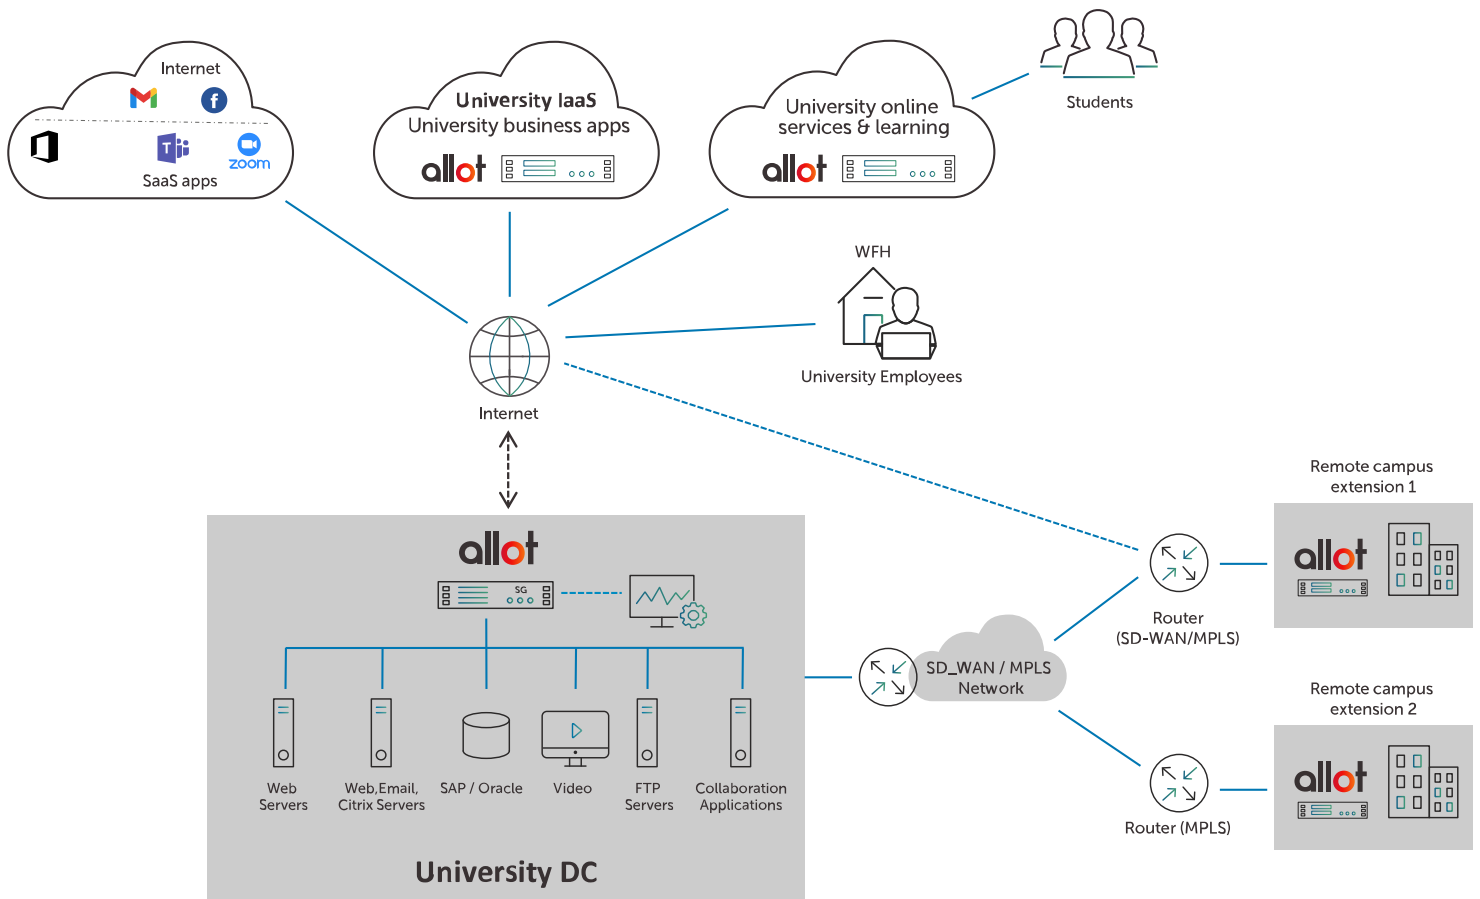 Internet
f
SaaS apps
zoom
University IaaS
University business apps
allot
University online
services & learning
allot
Students
WFH
University Employees
Internet
Remote campus
extension 1
allot
Router
(SD-WAN/MPLS)
allot
SG
SD_WAN / MPLS
Network
Remote campus
extension 2
allot
Router (MPLS)
Web
Servers
Web,Email,
Citrix Servers
SAP / Oracle
Video
FTP
Servers
Collaboration
Applications
University DC